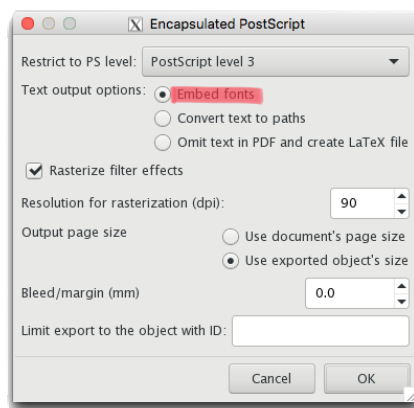 Encapsulated PostScript
Restrict to PS level: PostScript level 3
Text output options: Embed fonts
Convert text to paths
Omit text in PDF and create LaTeX file
Rasterize filter effects
Resolution for rasterization (dpi): 90
Output page size Use document's page size
Use exported object's size
Bleed/margin (mm) 0.0
Limit export to the object with ID:
Cancel OK